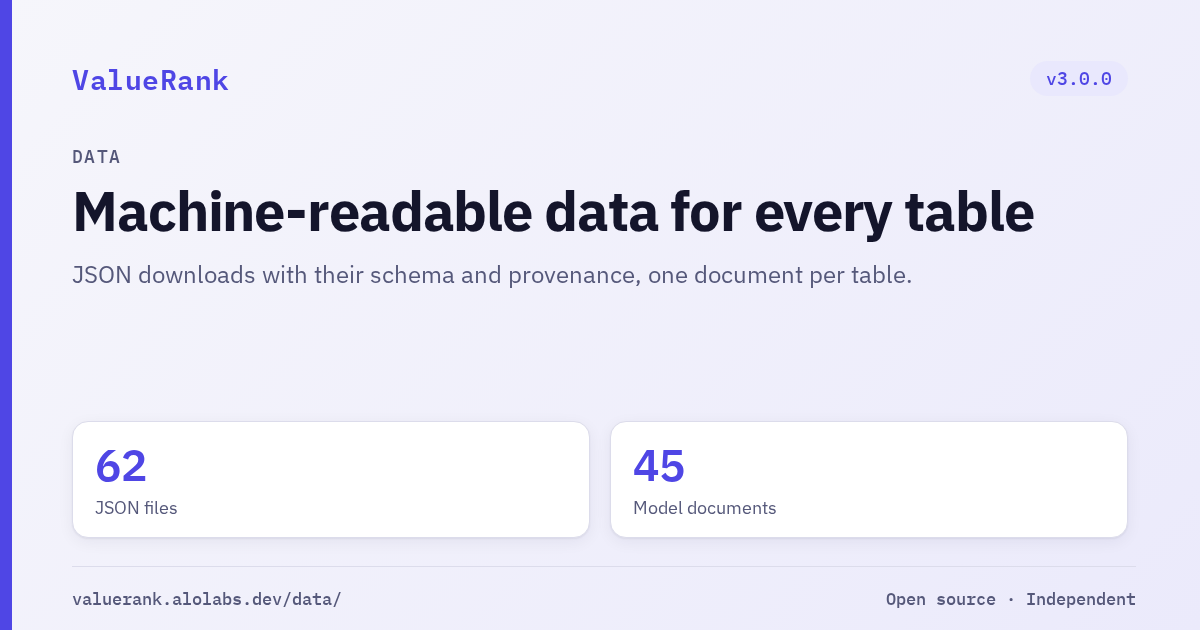 ValueRank
v3.0.0
DATA
Machine-readable data for every table
JSON downloads with their schema and provenance, one document per table.
62
JSON files
45
Model documents
valuerank.alolabs.dev/data/
Open source · Independent